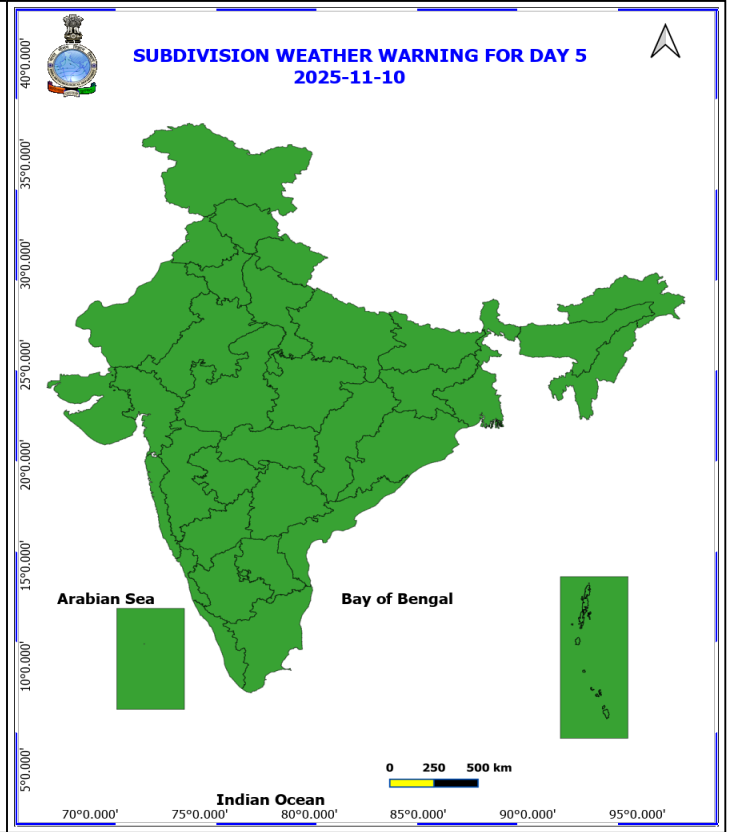 SUBDIVISION WEATHER WARNING FOR DAY 5
2025-11-10
40°0.000'
35°0.000'
30°0.000'
25°0.000'
20°0.000'
15°0.000'
10°0.000'
5°0.000'
Arabian Sea
Bay of Bengal
0 250 500 km
Indian Ocean
70°0.000' 75°0.000' 80°0.000' 85°0.000' 90°0.000' 95°0.000'